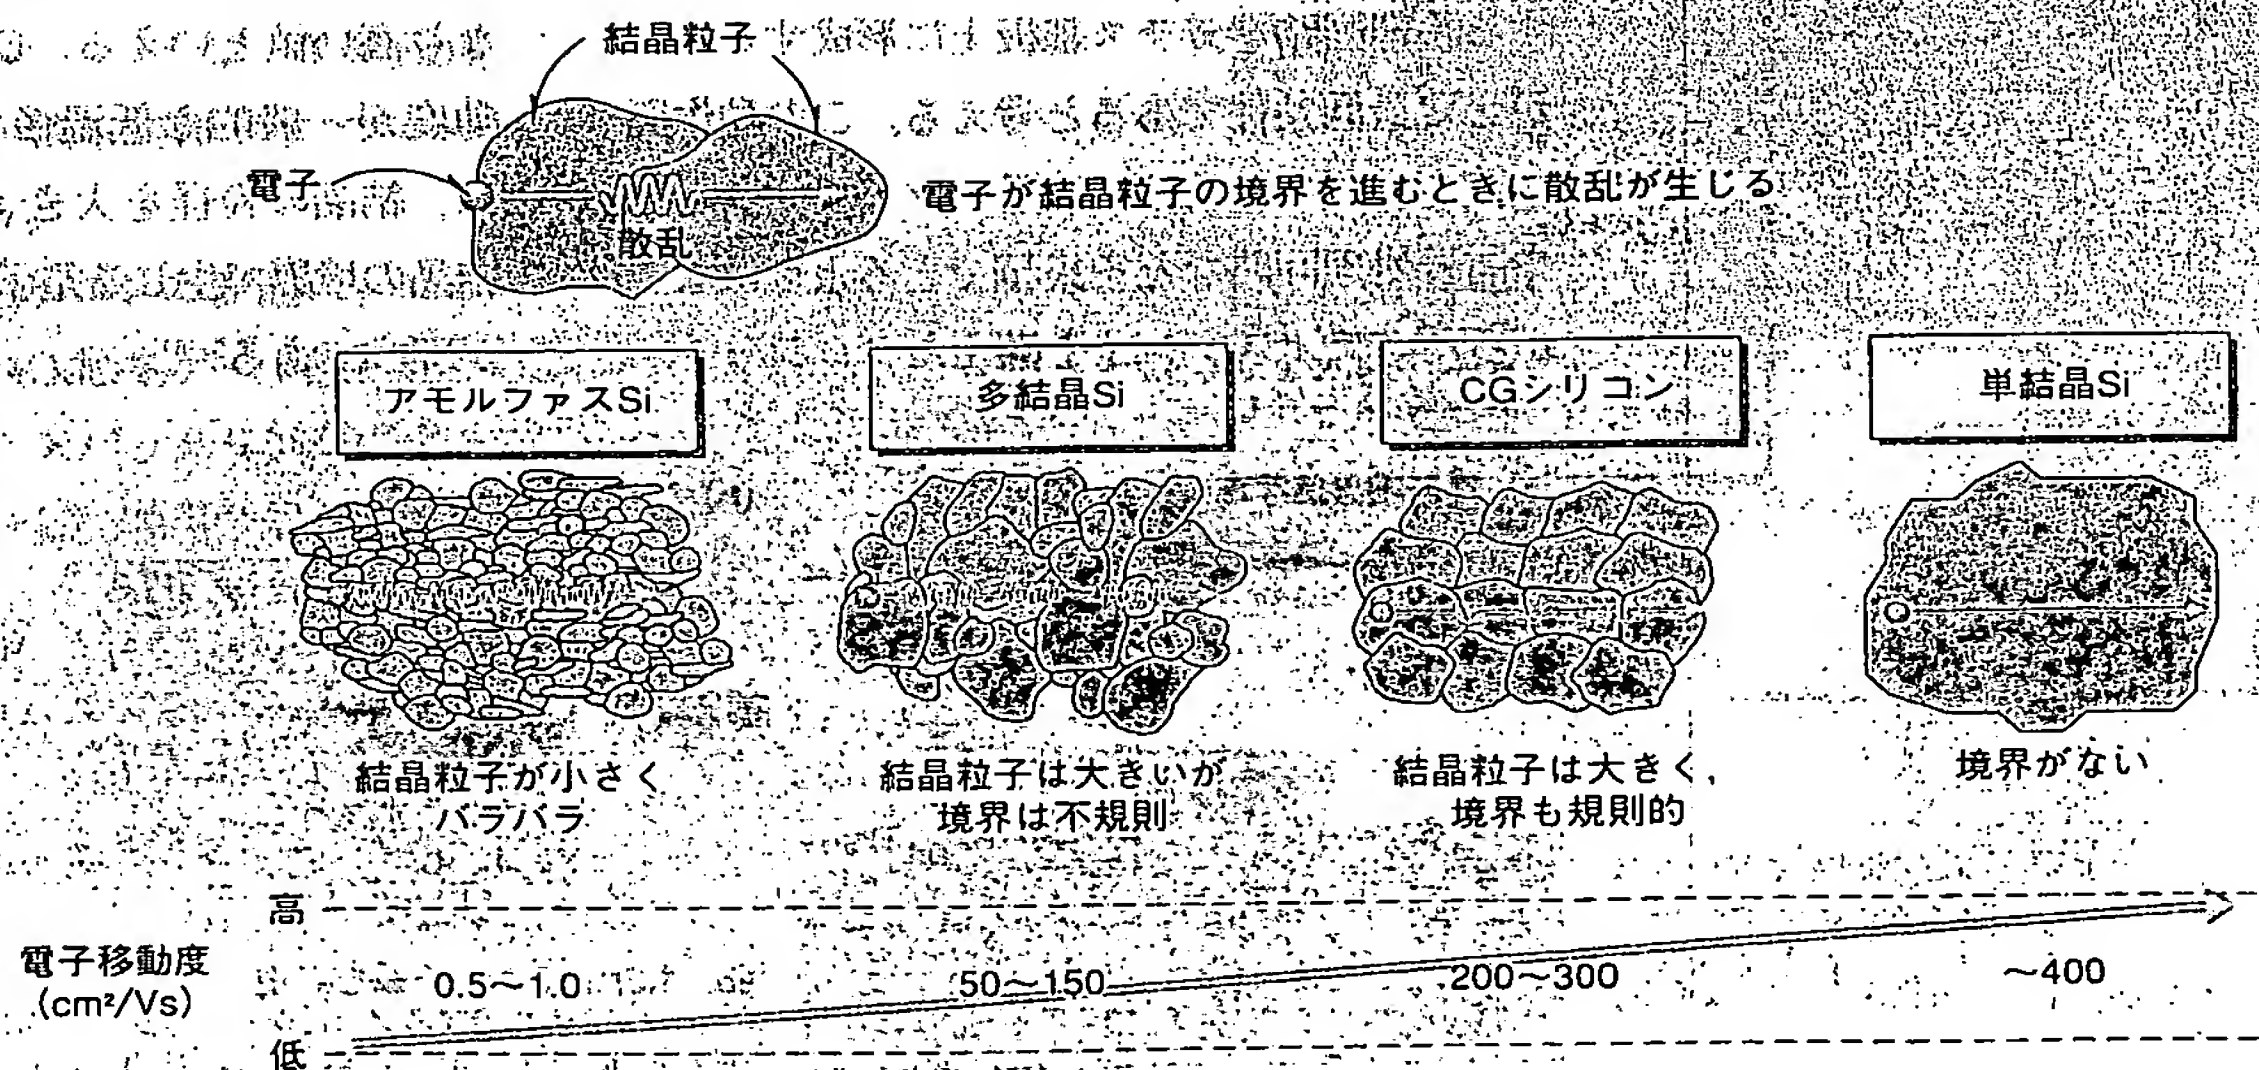 結晶粒子
電子
散乱
電子が結晶粒子の境界を進むときに散乱が生じる
アモルファスSi
多結晶Si
CGシリコン
単結晶Si
結晶粒子が小さく
バラバラ
結晶粒子は大きいが
境界は不規則
結晶粒子は大きく,
境界も規則的
境界がない
高
電子移動度
(cm²/Vs)
0.5～1.0
50～150
200～300
～400
低